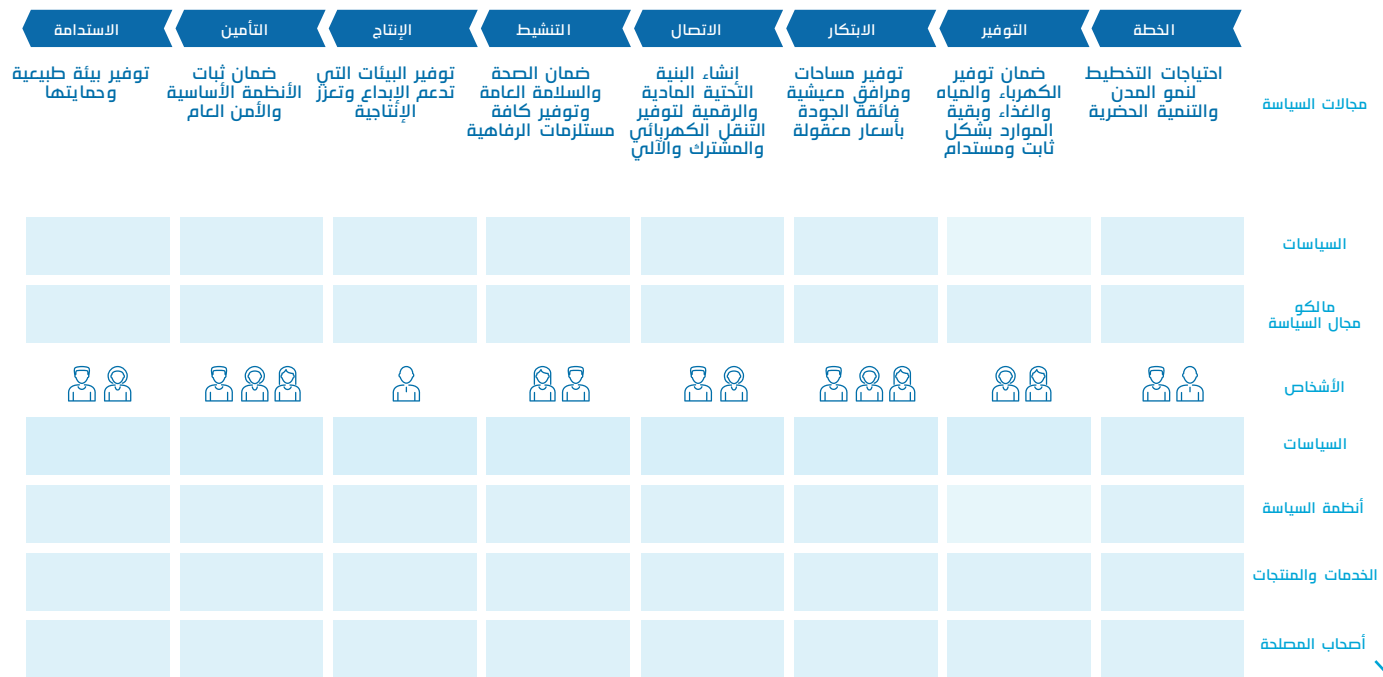 الخطة
التوفير
الابتكار
الاتصال
التنشيط
الإنتاج
التأمين
الاستدامة
مجالات السياسة
احتياجات التخطيط
لنمو المدن
والتنمية الحضرية
ضمان توفير
الكهرباء والمياه
والغذاء وبقية
الموارد بشكل
ثابت ومستدام
توفير مساحات
ومرافق معيشية
فائقة الجودة
بأسعار معقولة
إنشاء البنية
التحتية المادية
والرقمية لتوفير
التنقل الكهربائي
والمشترك والآلي
ضمان الصحة
والسلامة العامة
وتوفير كافة
مستلزمات الرفاهية
توفير البيئات التي
تدعم الإبداع وتعزز
الإنتاجية
ضمان ثبات
الأنظمة الأساسية
والأمن العام
توفير بيئة طبيعية
وحمايتها
السياسات
مالكو
مجال السياسة
الأشخاص
السياسات
أنظمة السياسة
الخدمات والمنتجات
أصحاب المصلحة